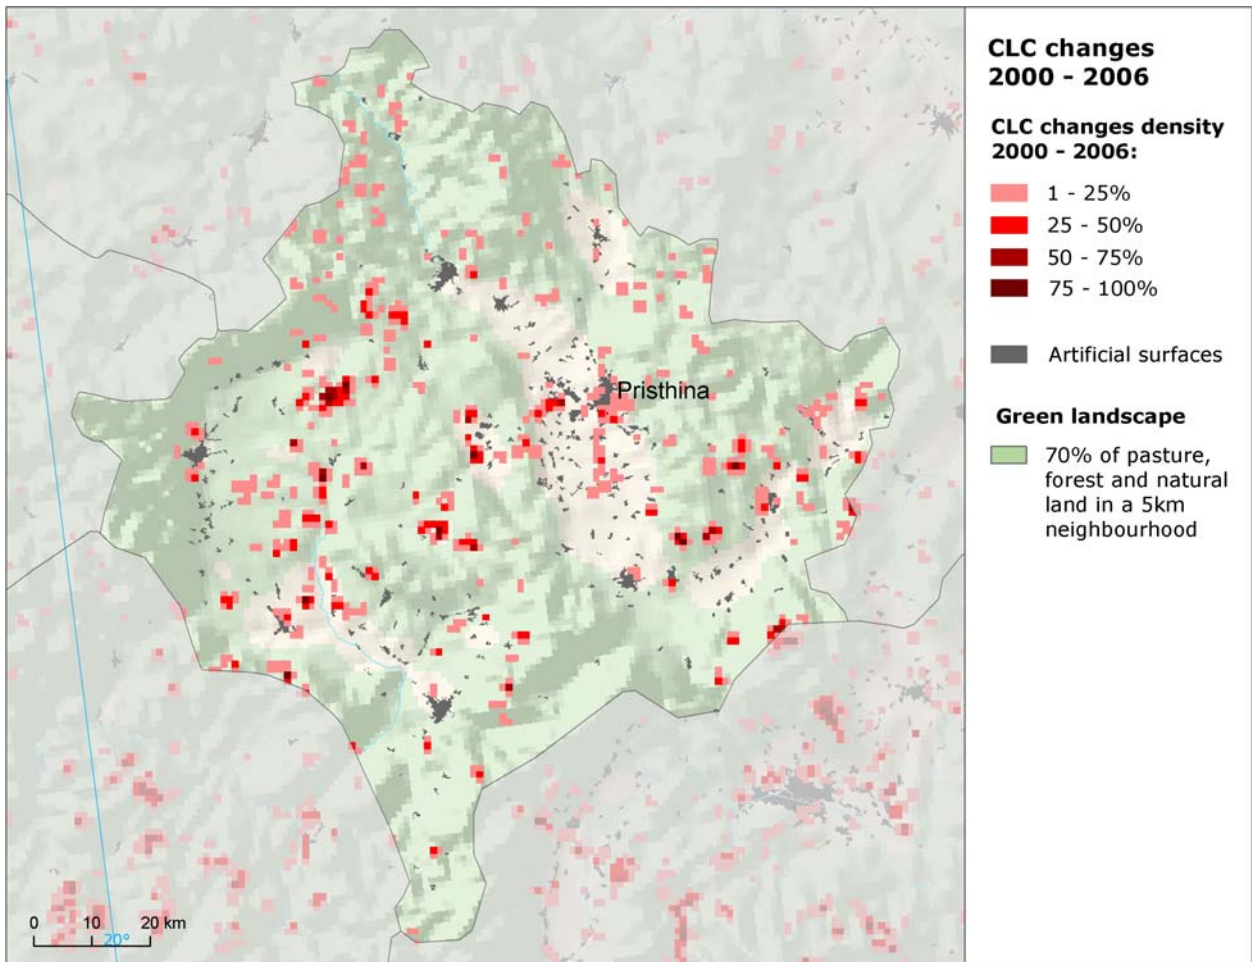 CLC changes
2000 - 2006
CLC changes density
2000 - 2006:
1 - 25%
25 - 50%
50 - 75%
75 - 100%
Artificial surfaces
Green landscape
70% of pasture,
forest and natural
land in a 5km
neighbourhood
Pristhina
0 10 20 km
20°